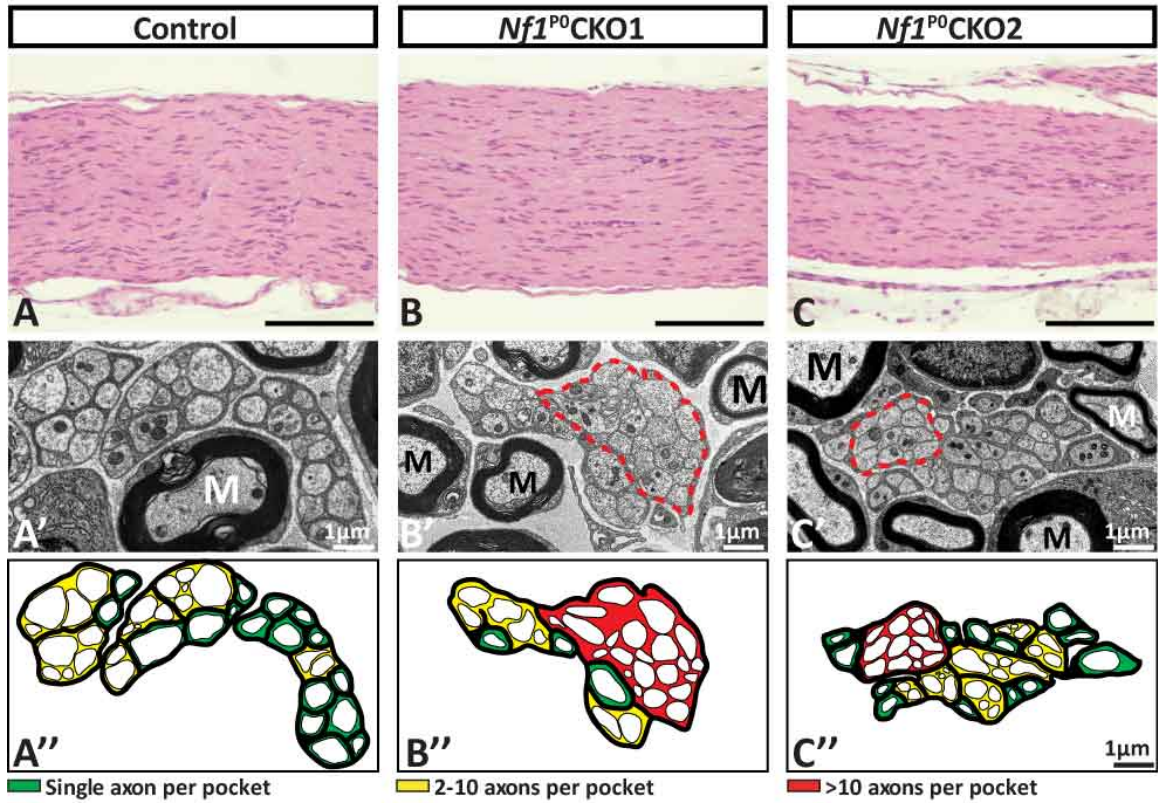 Control
Nf1P0CKO1
Nf1P0CKO2
A
B
C
M
A'
1μm
M
M
M
B'
1μm
M
M
M
C'
1μm
A''
B''
C''
1μm
Single axon per pocket
2-10 axons per pocket
>10 axons per pocket